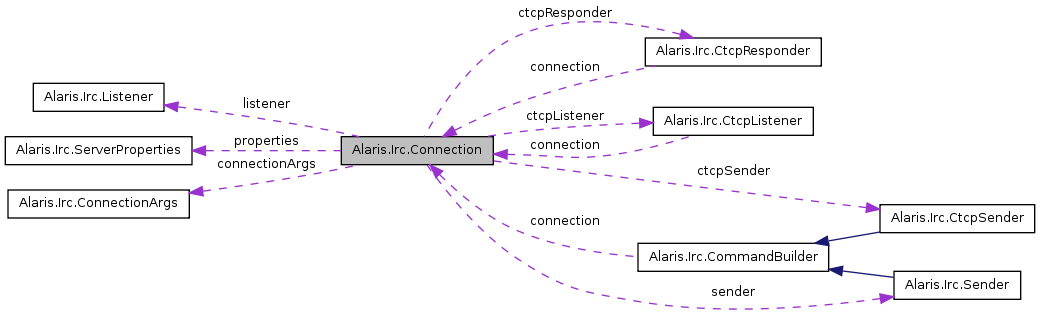 ctcpResponder
Alaris.Irc.CtcpResponder
connection
Alaris.Irc.Listener
listener
ctcpListener
Alaris.Irc.CtcpListener
properties
Alaris.Irc.ServerProperties
Alaris.Irc.Connection
connection
connectionArgs
ctcpSender
Alaris.Irc.ConnectionArgs
Alaris.Irc.CtcpSender
connection
Alaris.Irc.CommandBuilder
sender
Alaris.Irc.Sender